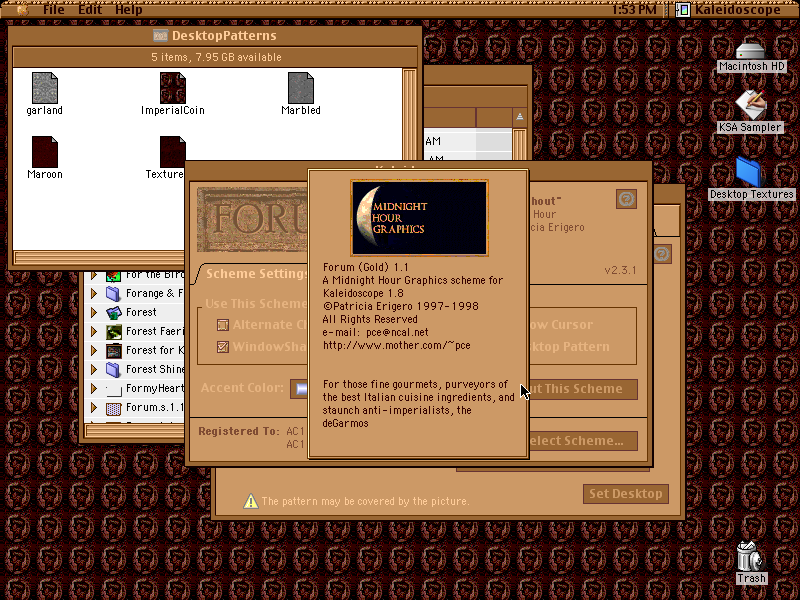 File Edit Help
1:53 PM
Kaleidoscope
DesktopPatterns
5 items, 7.95 GB available
garland
ImperialCoin
Marbled
Maroon
Texture
AM
AM
Macintosh HD
KSA Sampler
Desktop Textures
FORU
MIDNIGHT
HOUR
GRAPHICS
Forum (Gold) 1.1
A Midnight Hour Graphics scheme for
Kaleidoscope 1.8
©Patricia Erigero 1997-1998
All Rights Reserved
e-mail: pce@ncal.net
http://www.mother.com/~pce
For those fine gourmets, purveyors of
the best Italian cuisine ingredients, and
staunch anti-imperialists, the
deGarmos
hout"
Hour
cia Erigero
v2.3.1
Scheme Settings
Use This Scheme
Alternate Ch
WindowSha
ow Cursor
ktop Pattern
Accent Color:
ut This Scheme
Registered To: AC1
AC1
elect Scheme...
For the Bird
Forange & F
Forest
Forest Faeri
Forest for K
Forest Shine
FormyHeart
Forum.s.1.1
The pattern may be covered by the picture.
Set Desktop
Trash